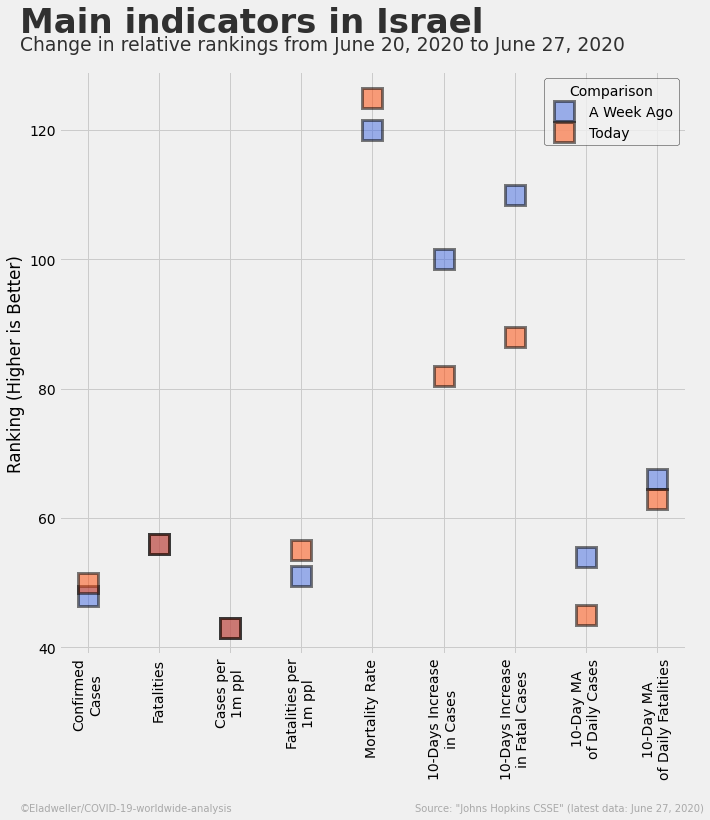 Main indicators in Israel
Change in relative rankings from June 20, 2020 to June 27, 2020
Comparison
A Week Ago
Today
Ranking (Higher is Better)
120
100
80
60
40
Confirmed
Cases
Fatalities
Cases per
1m ppl
Fatalities per
1m ppl
Mortality Rate
10-Days Increase
in Cases
10-Days Increase
in Fatal Cases
10-Day MA
of Daily Cases
10-Day MA
of Daily Fatalities
©Eladweller/COVID-19-worldwide-analysis
Source: "Johns Hopkins CSSE" (latest data: June 27, 2020)